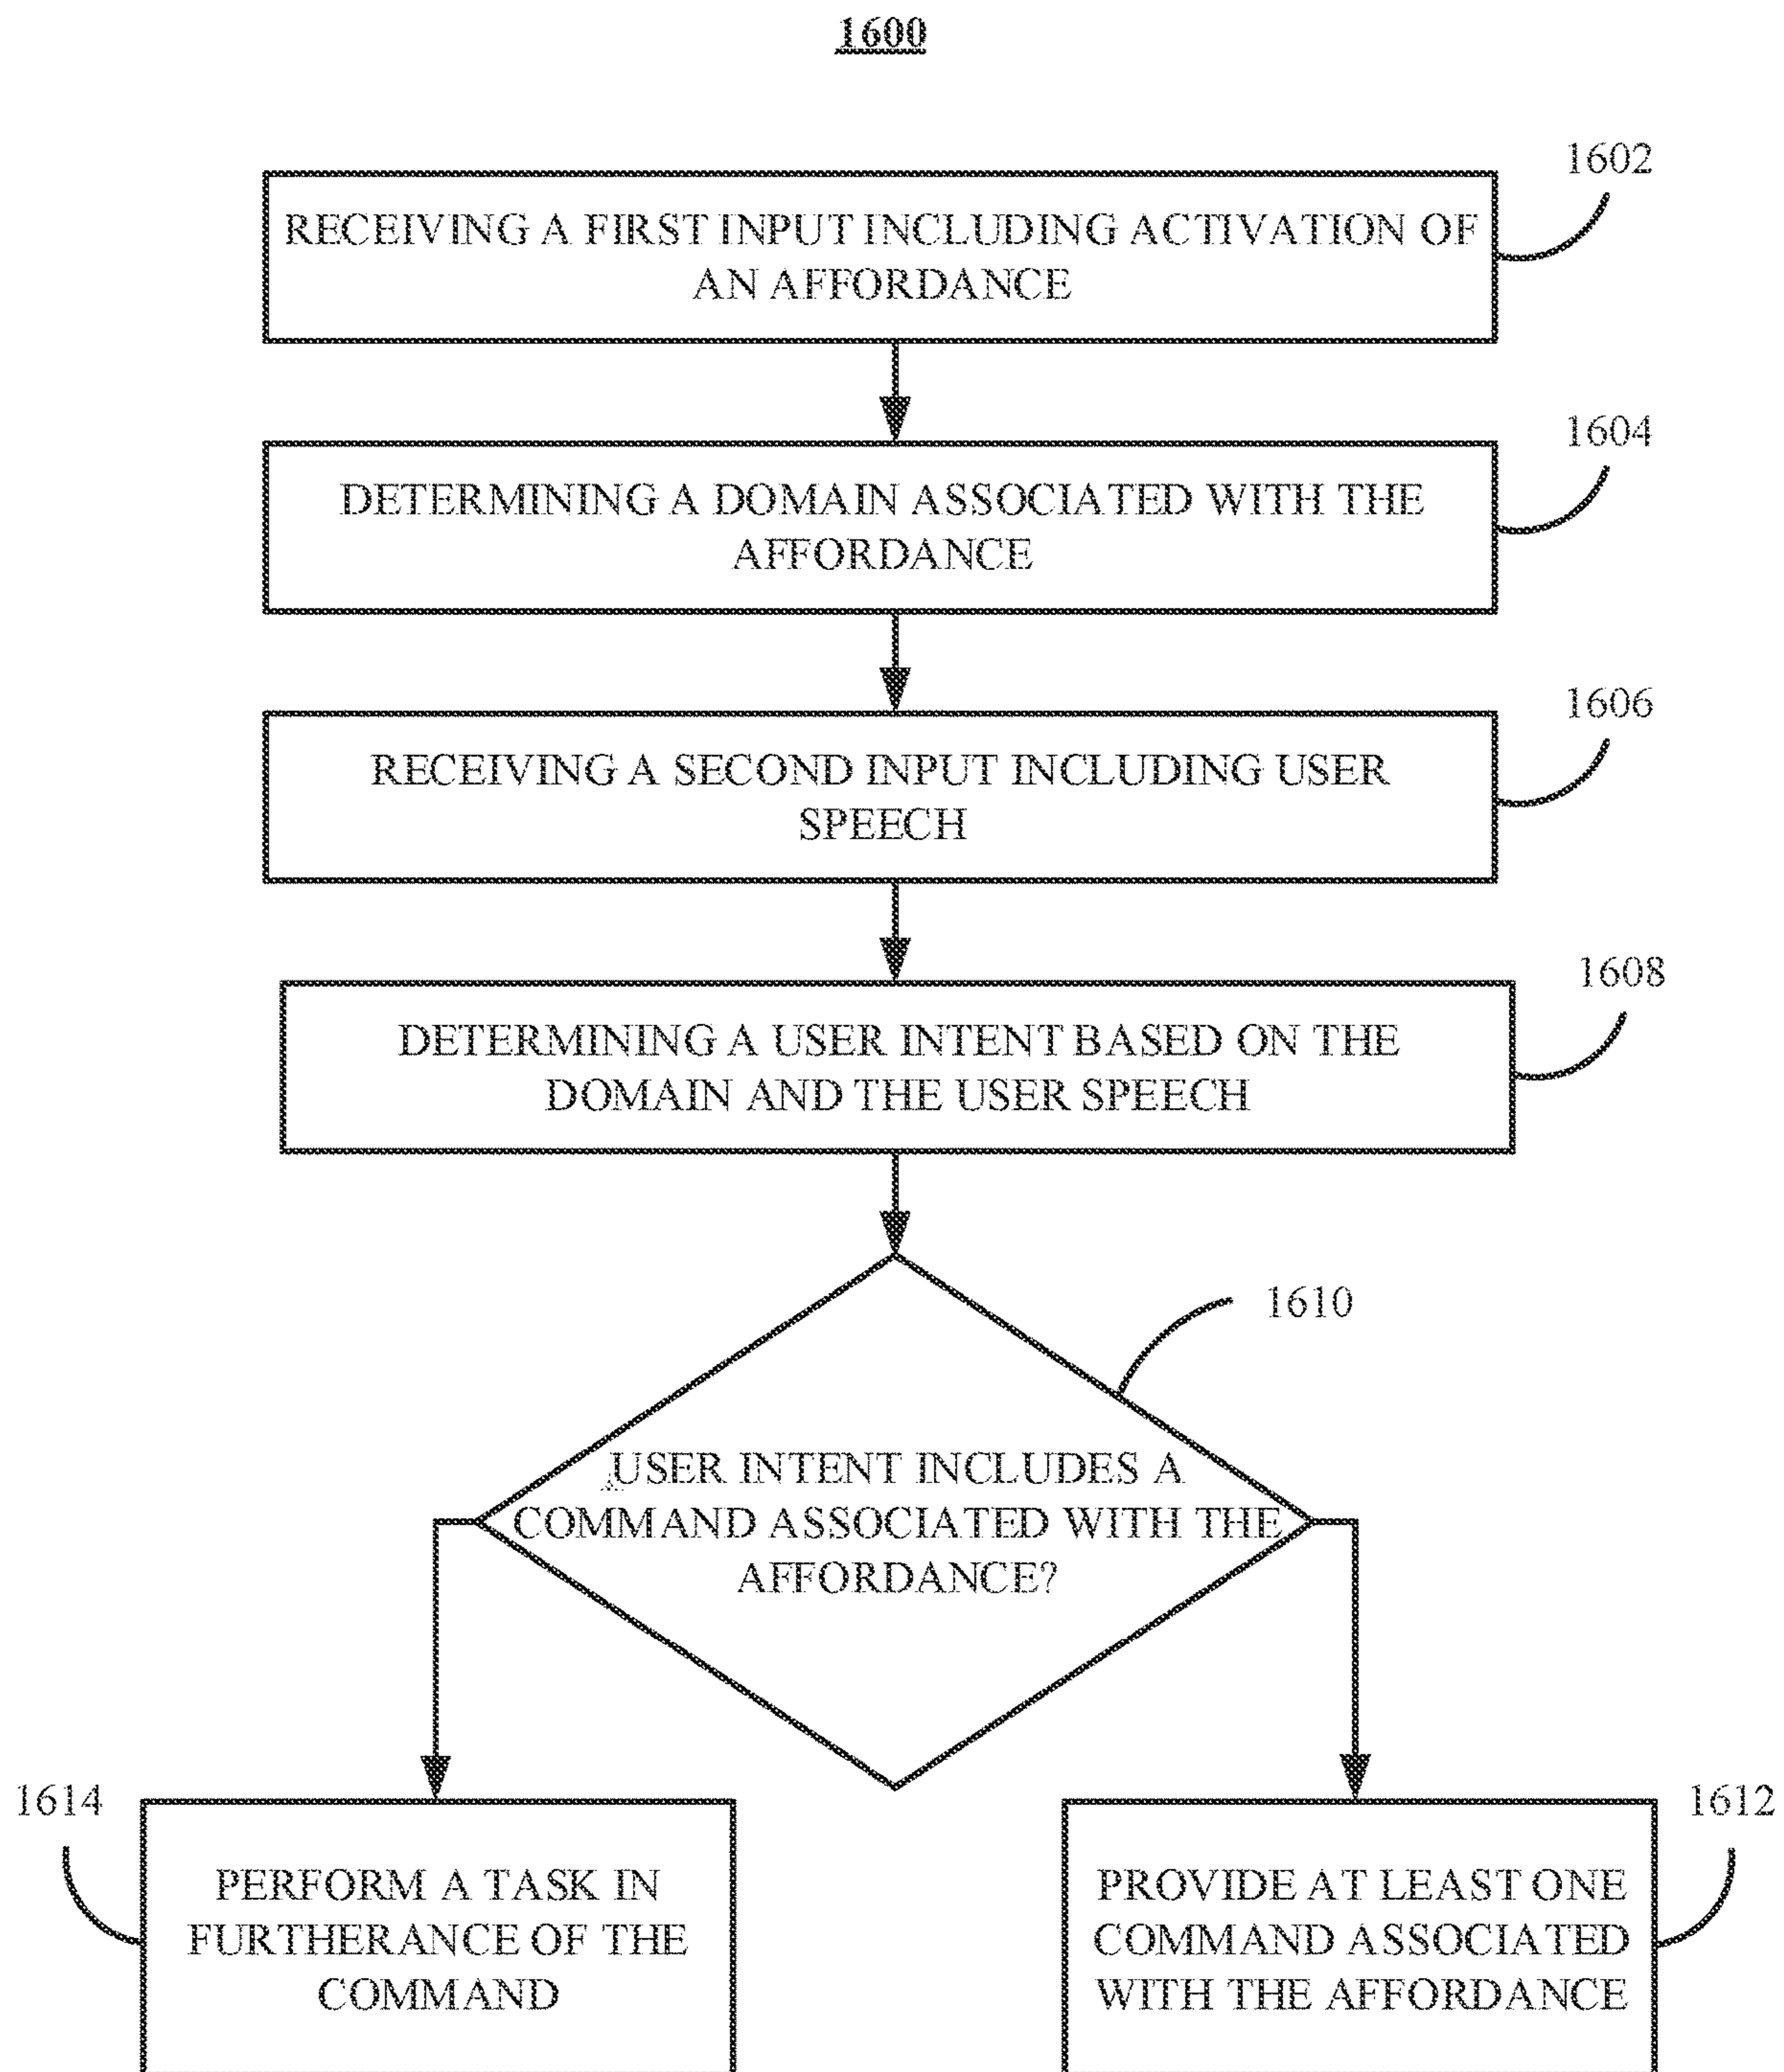 1600
1602
RECEIVING A FIRST INPUT INCLUDING ACTIVATION OF
AN AFFORDANCE
1604
DETERMINING A DOMAIN ASSOCIATED WITH THE
AFFORDANCE
1606
RECEIVING A SECOND INPUT INCLUDING USER
SPEECH
1608
DETERMINING A USER INTENT BASED ON THE
DOMAIN AND THE USER SPEECH
1610
USER INTENT INCLUDES A
COMMAND ASSOCIATED WITH THE
AFFORDANCE?
1614
PERFORM A TASK IN
FURTHERANCE OF THE
COMMAND
1612
PROVIDE AT LEAST ONE
COMMAND ASSOCIATED
WITH THE AFFORDANCE